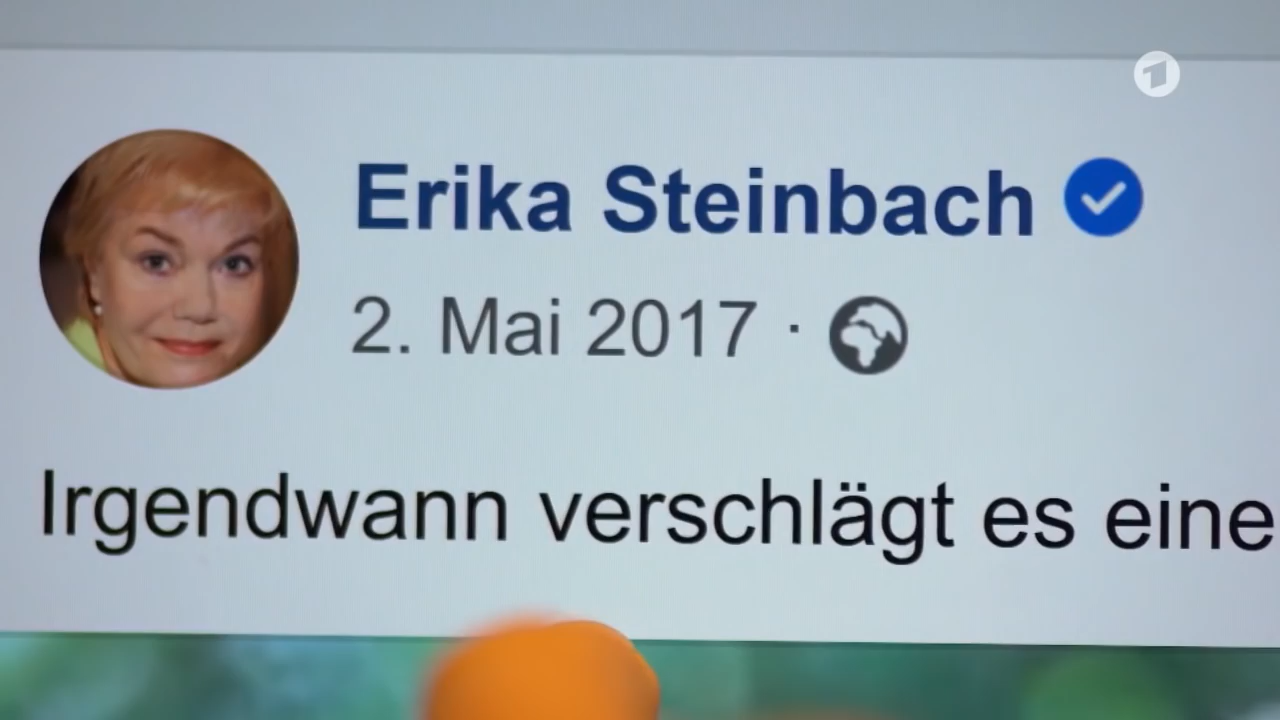 Erika Steinbach
2. Mai 2017 ·
Irgendwann verschlägt es eine